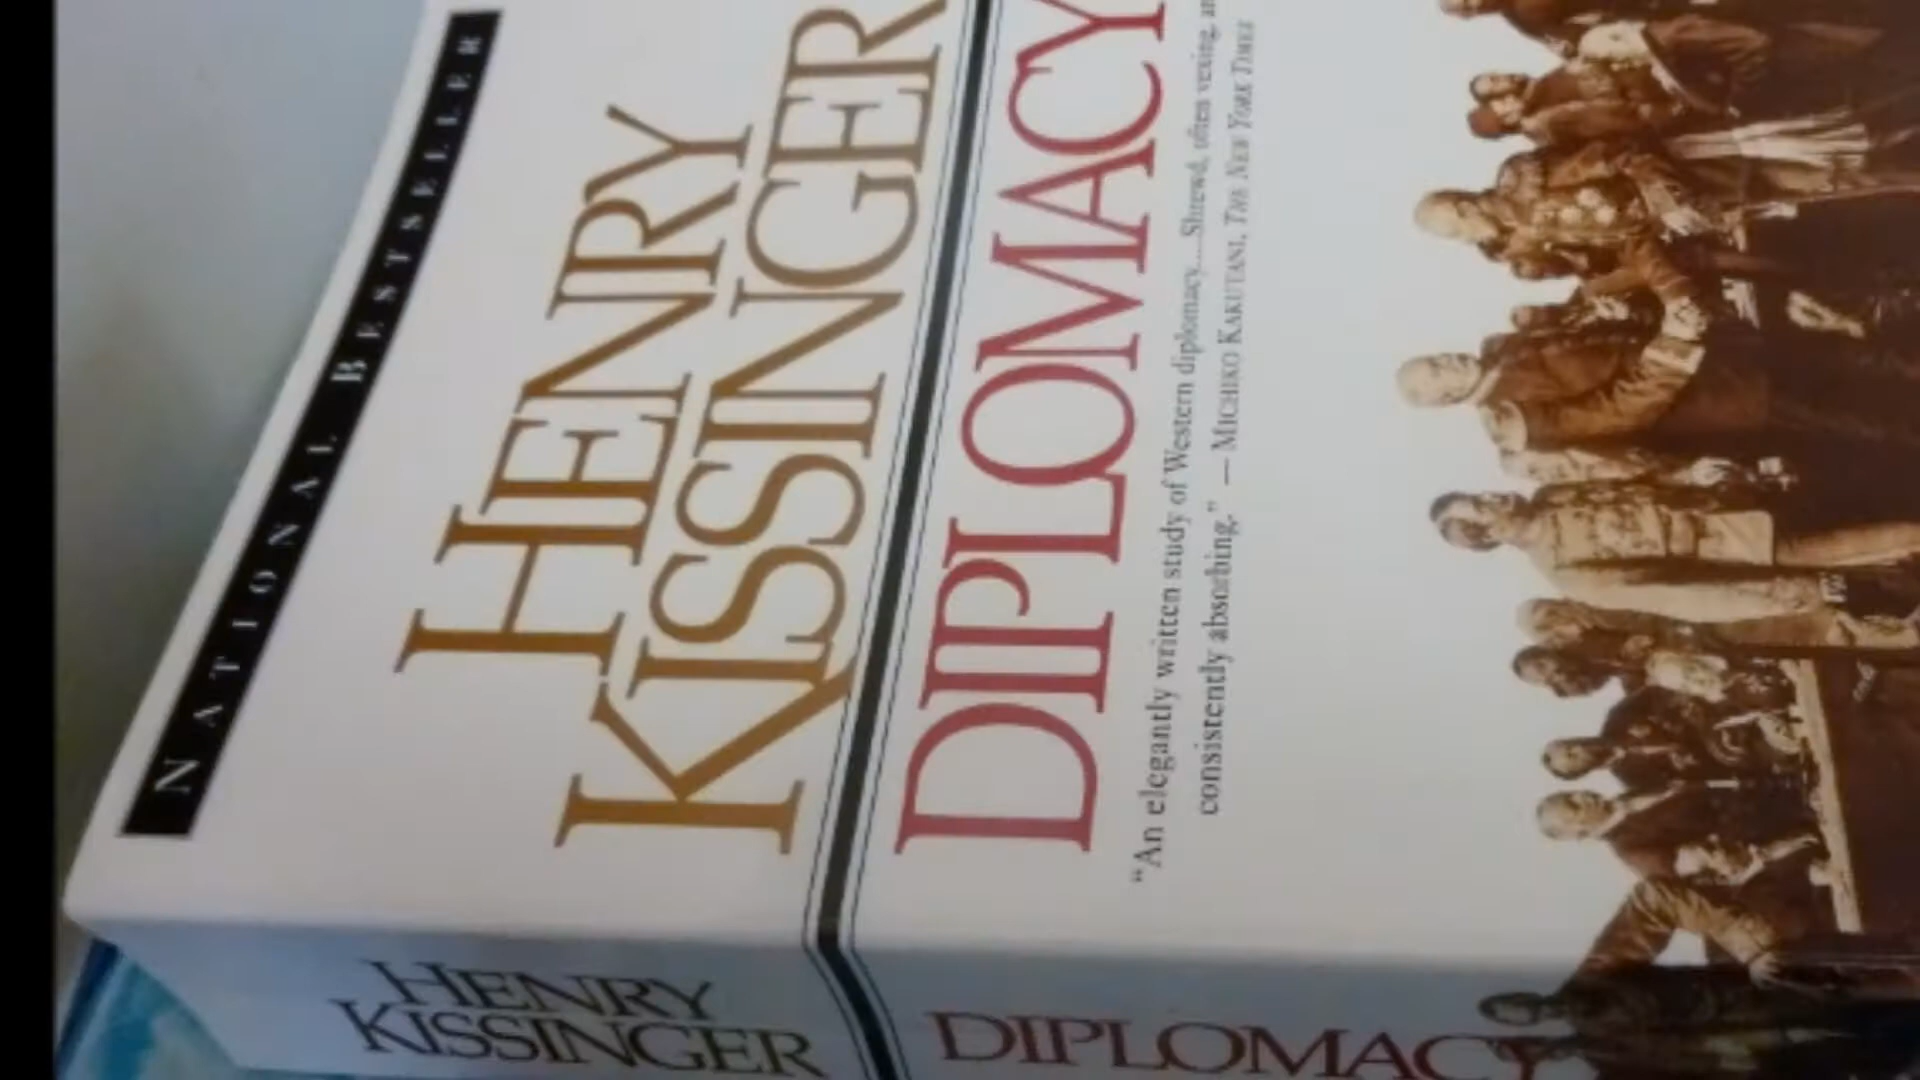 NATIONAL BESTSELLER
HENRY
KISSINGER
DIPLOMACY
“An elegantly written study of Western diplomacy....Shrewd, often vexing,
consistently absorbing.” — MICHIKO KAKUTANI, THE NEW YORK TIMES
HENRY
KISSINGER
DIPLOMACY